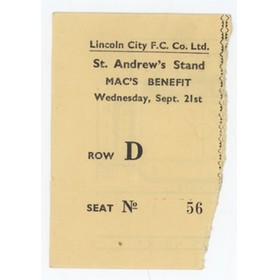 Lincoln City F.C. Co. Ltd.
St. Andrew's Stand
MAC'S BENEFIT
Wednesday, Sept. 21st
ROW D
SEAT No 56